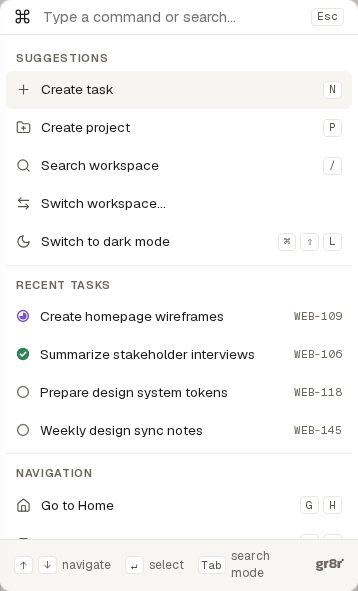 ⌘ Type a command or search... Esc
SUGGESTIONS
Create task N
Create project P
Search workspace /
Switch workspace...
Switch to dark mode ⌘ ⇧ L
RECENT TASKS
Create homepage wireframes WEB-109
Summarize stakeholder interviews WEB-106
Prepare design system tokens WEB-118
Weekly design sync notes WEB-145
NAVIGATION
Go to Home G H
↑ ↓ navigate ↵ select Tab search mode gr8r